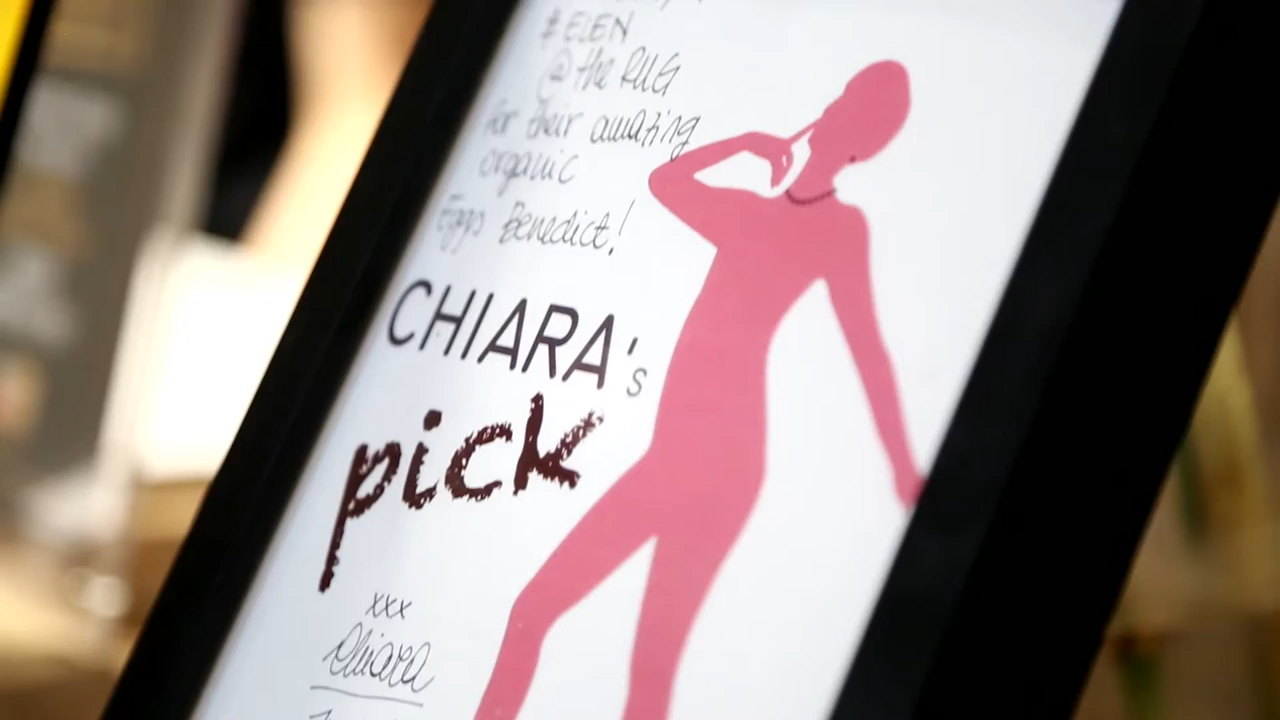 # ELEN
@ the RUG
for their amazing
organic
Eggs Benedict!
CHIARA's
pick
xxx
Chiara